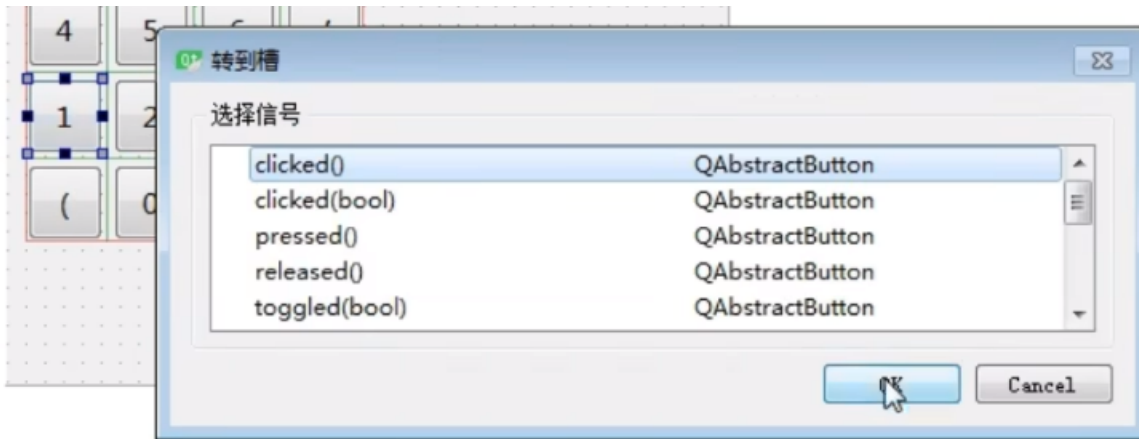 4 5 6 /
转到槽
选择信号
1 2
clicked() QAbstractButton
clicked(bool) QAbstractButton
( 0
pressed() QAbstractButton
released() QAbstractButton
toggled(bool) QAbstractButton
OK Cancel